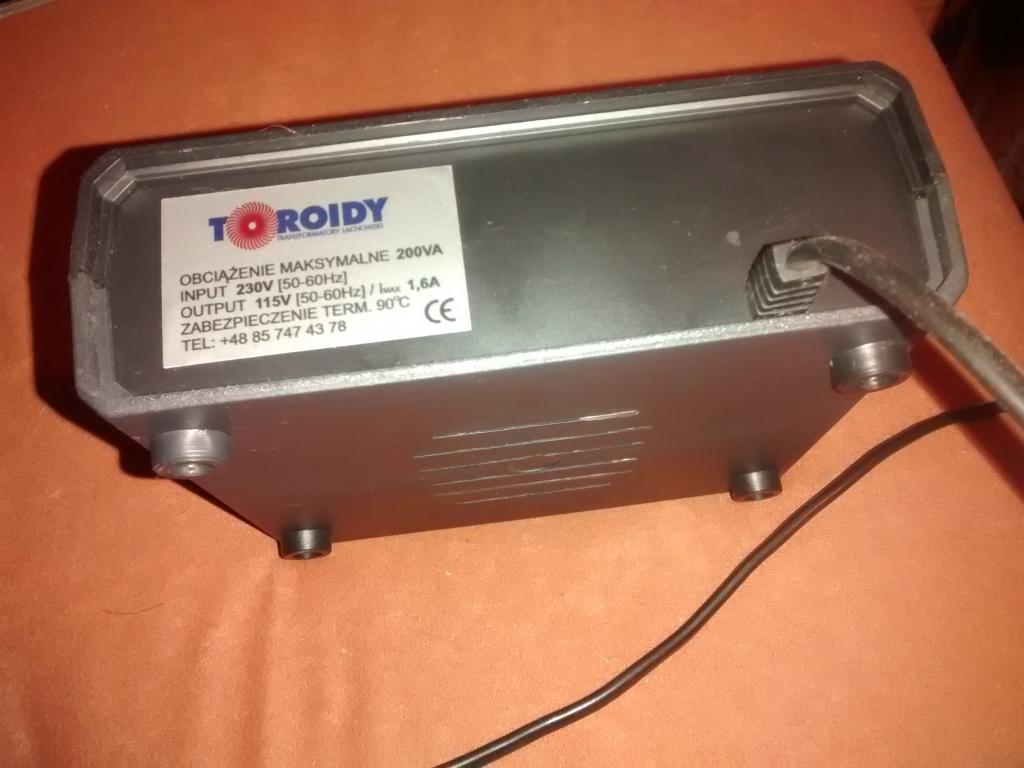 TOROIDY
TRANSFORMATORY LACHOWSKI
OBCIĄŻENIE MAKSYMALNE 200VA
INPUT 230V [50-60Hz]
OUTPUT 115V [50-60Hz] / IMAX 1,6A
ZABEZPIECZENIE TERM. 90°C
TEL: +48 85 747 43 78
CE